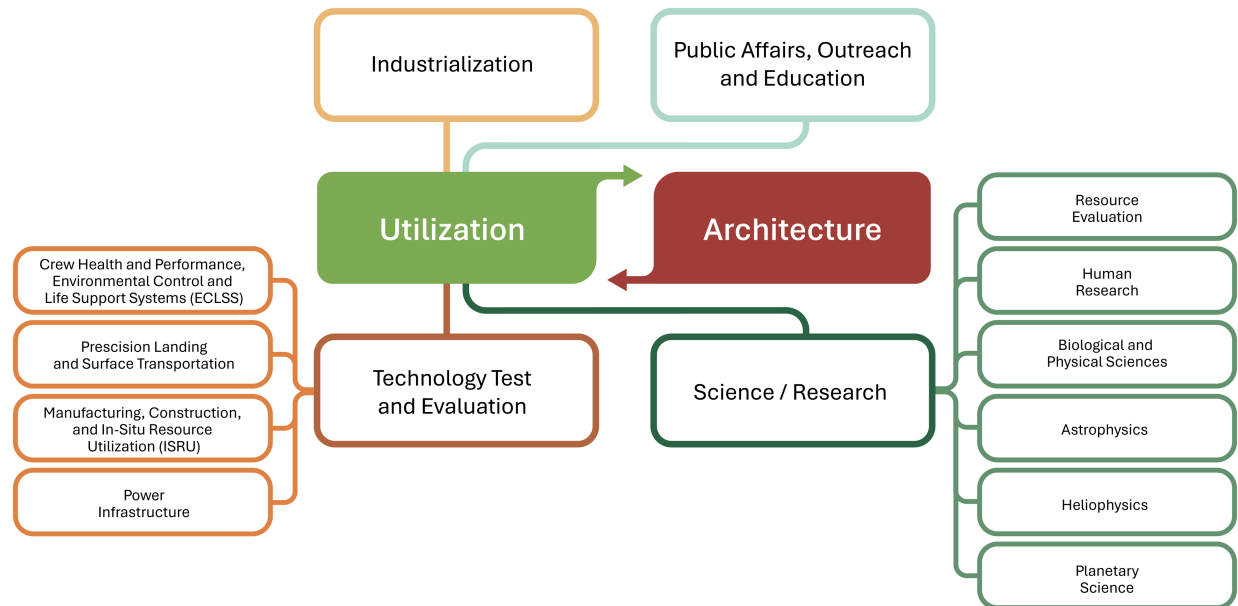 Industrialization
Public Affairs, Outreach
and Education
Utilization
Architecture
Crew Health and Performance,
Environmental Control and
Life Support Systems (ECLSS)
Prescision Landing
and Surface Transportation
Manufacturing, Construction,
and In-Situ Resource
Utilization (ISRU)
Power
Infrastructure
Technology Test
and Evaluation
Science / Research
Resource
Evaluation
Human
Research
Biological and
Physical Sciences
Astrophysics
Heliophysics
Planetary
Science